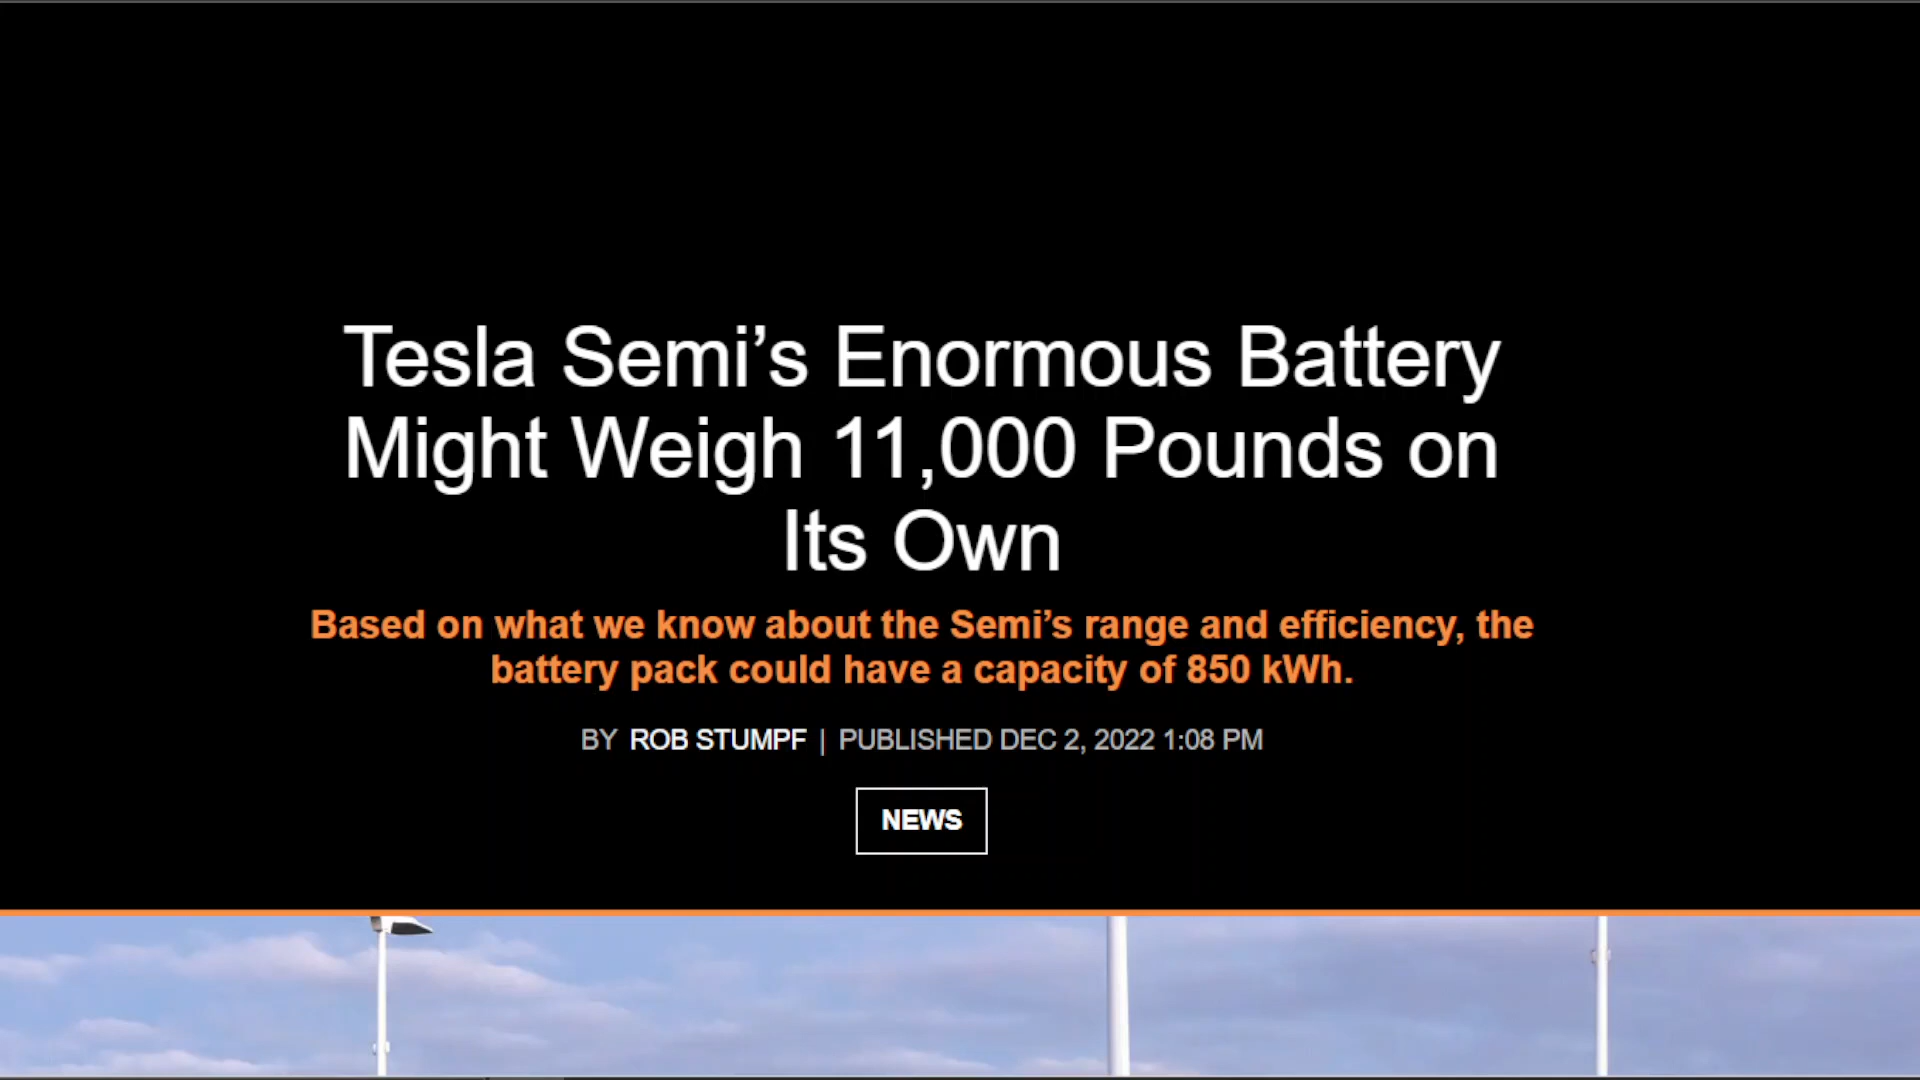 Tesla Semi’s Enormous Battery
Might Weigh 11,000 Pounds on
Its Own
Based on what we know about the Semi’s range and efficiency, the
battery pack could have a capacity of 850 kWh.
BY ROB STUMPF | PUBLISHED DEC 2, 2022 1:08 PM
NEWS